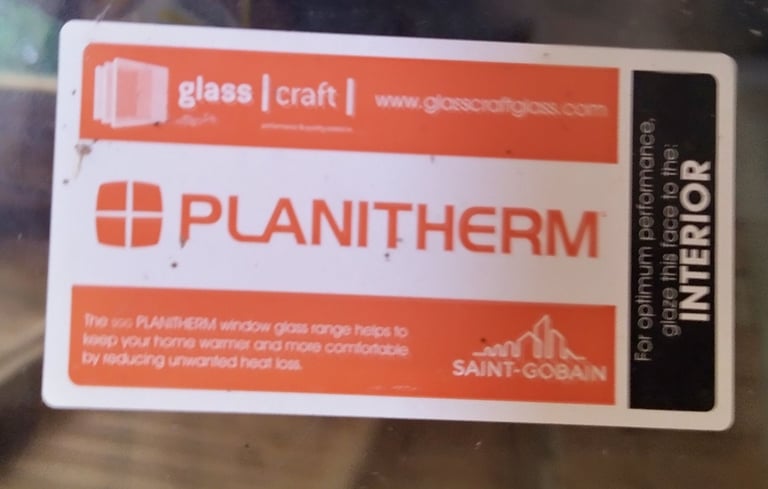 glass | craft |
www.glasscraftglass.com
PLANITHERM
The SGG PLANITHERM window glass range helps to
keep your home warmer and more comfortable
by reducing unwanted heat loss.
SAINT-GOBAIN
For optimum performance,
glaze this face to the:
INTERIOR